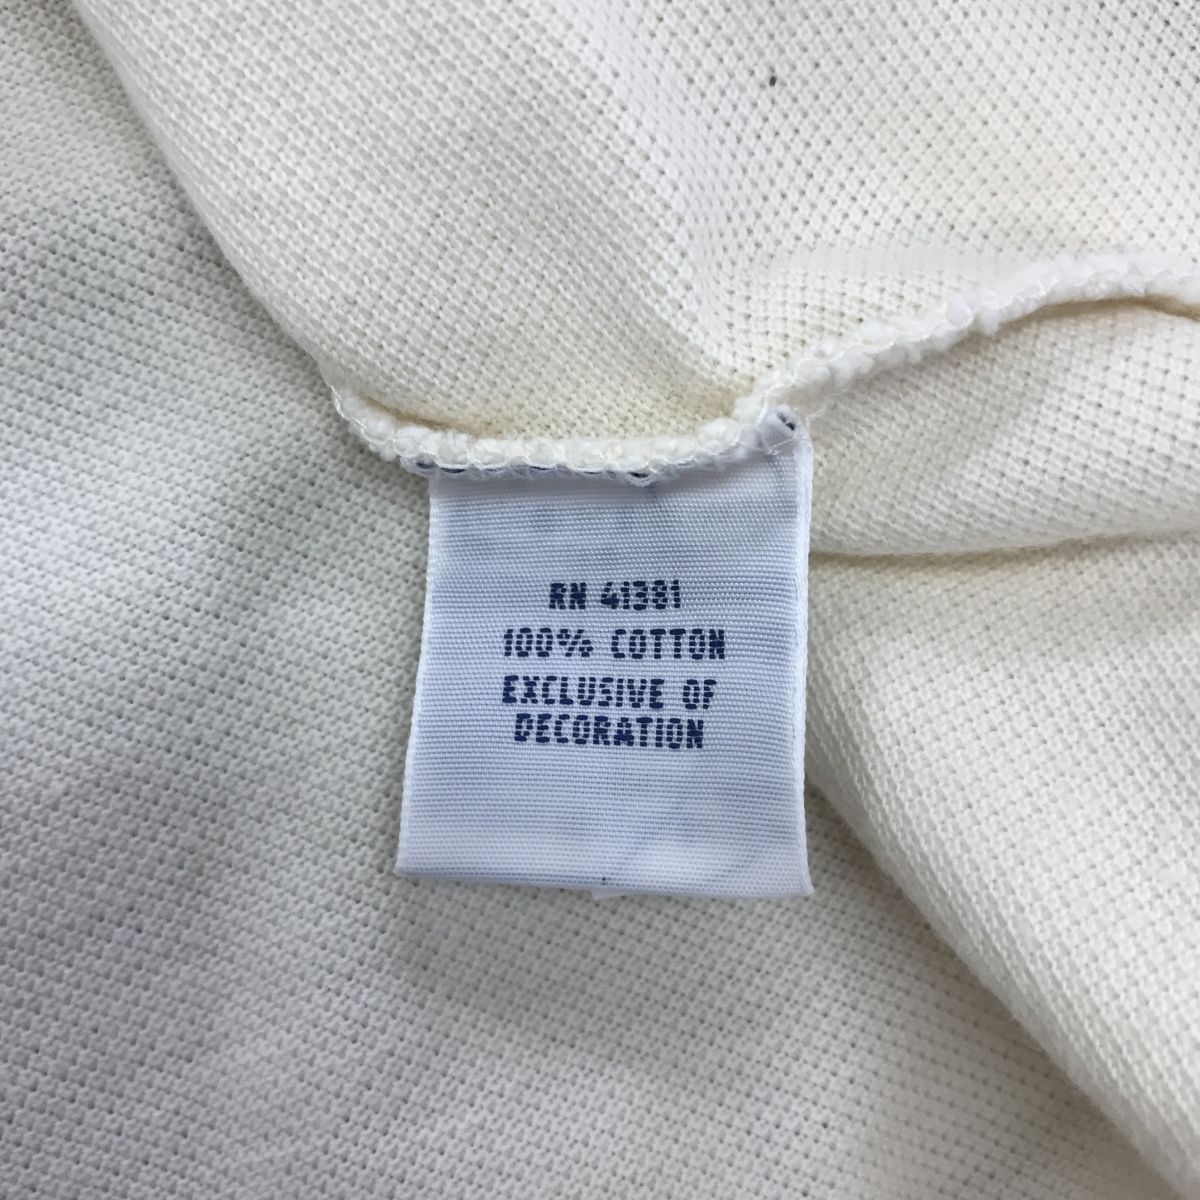 RN 41381
100% COTTON
EXCLUSIVE OF
DECORATION